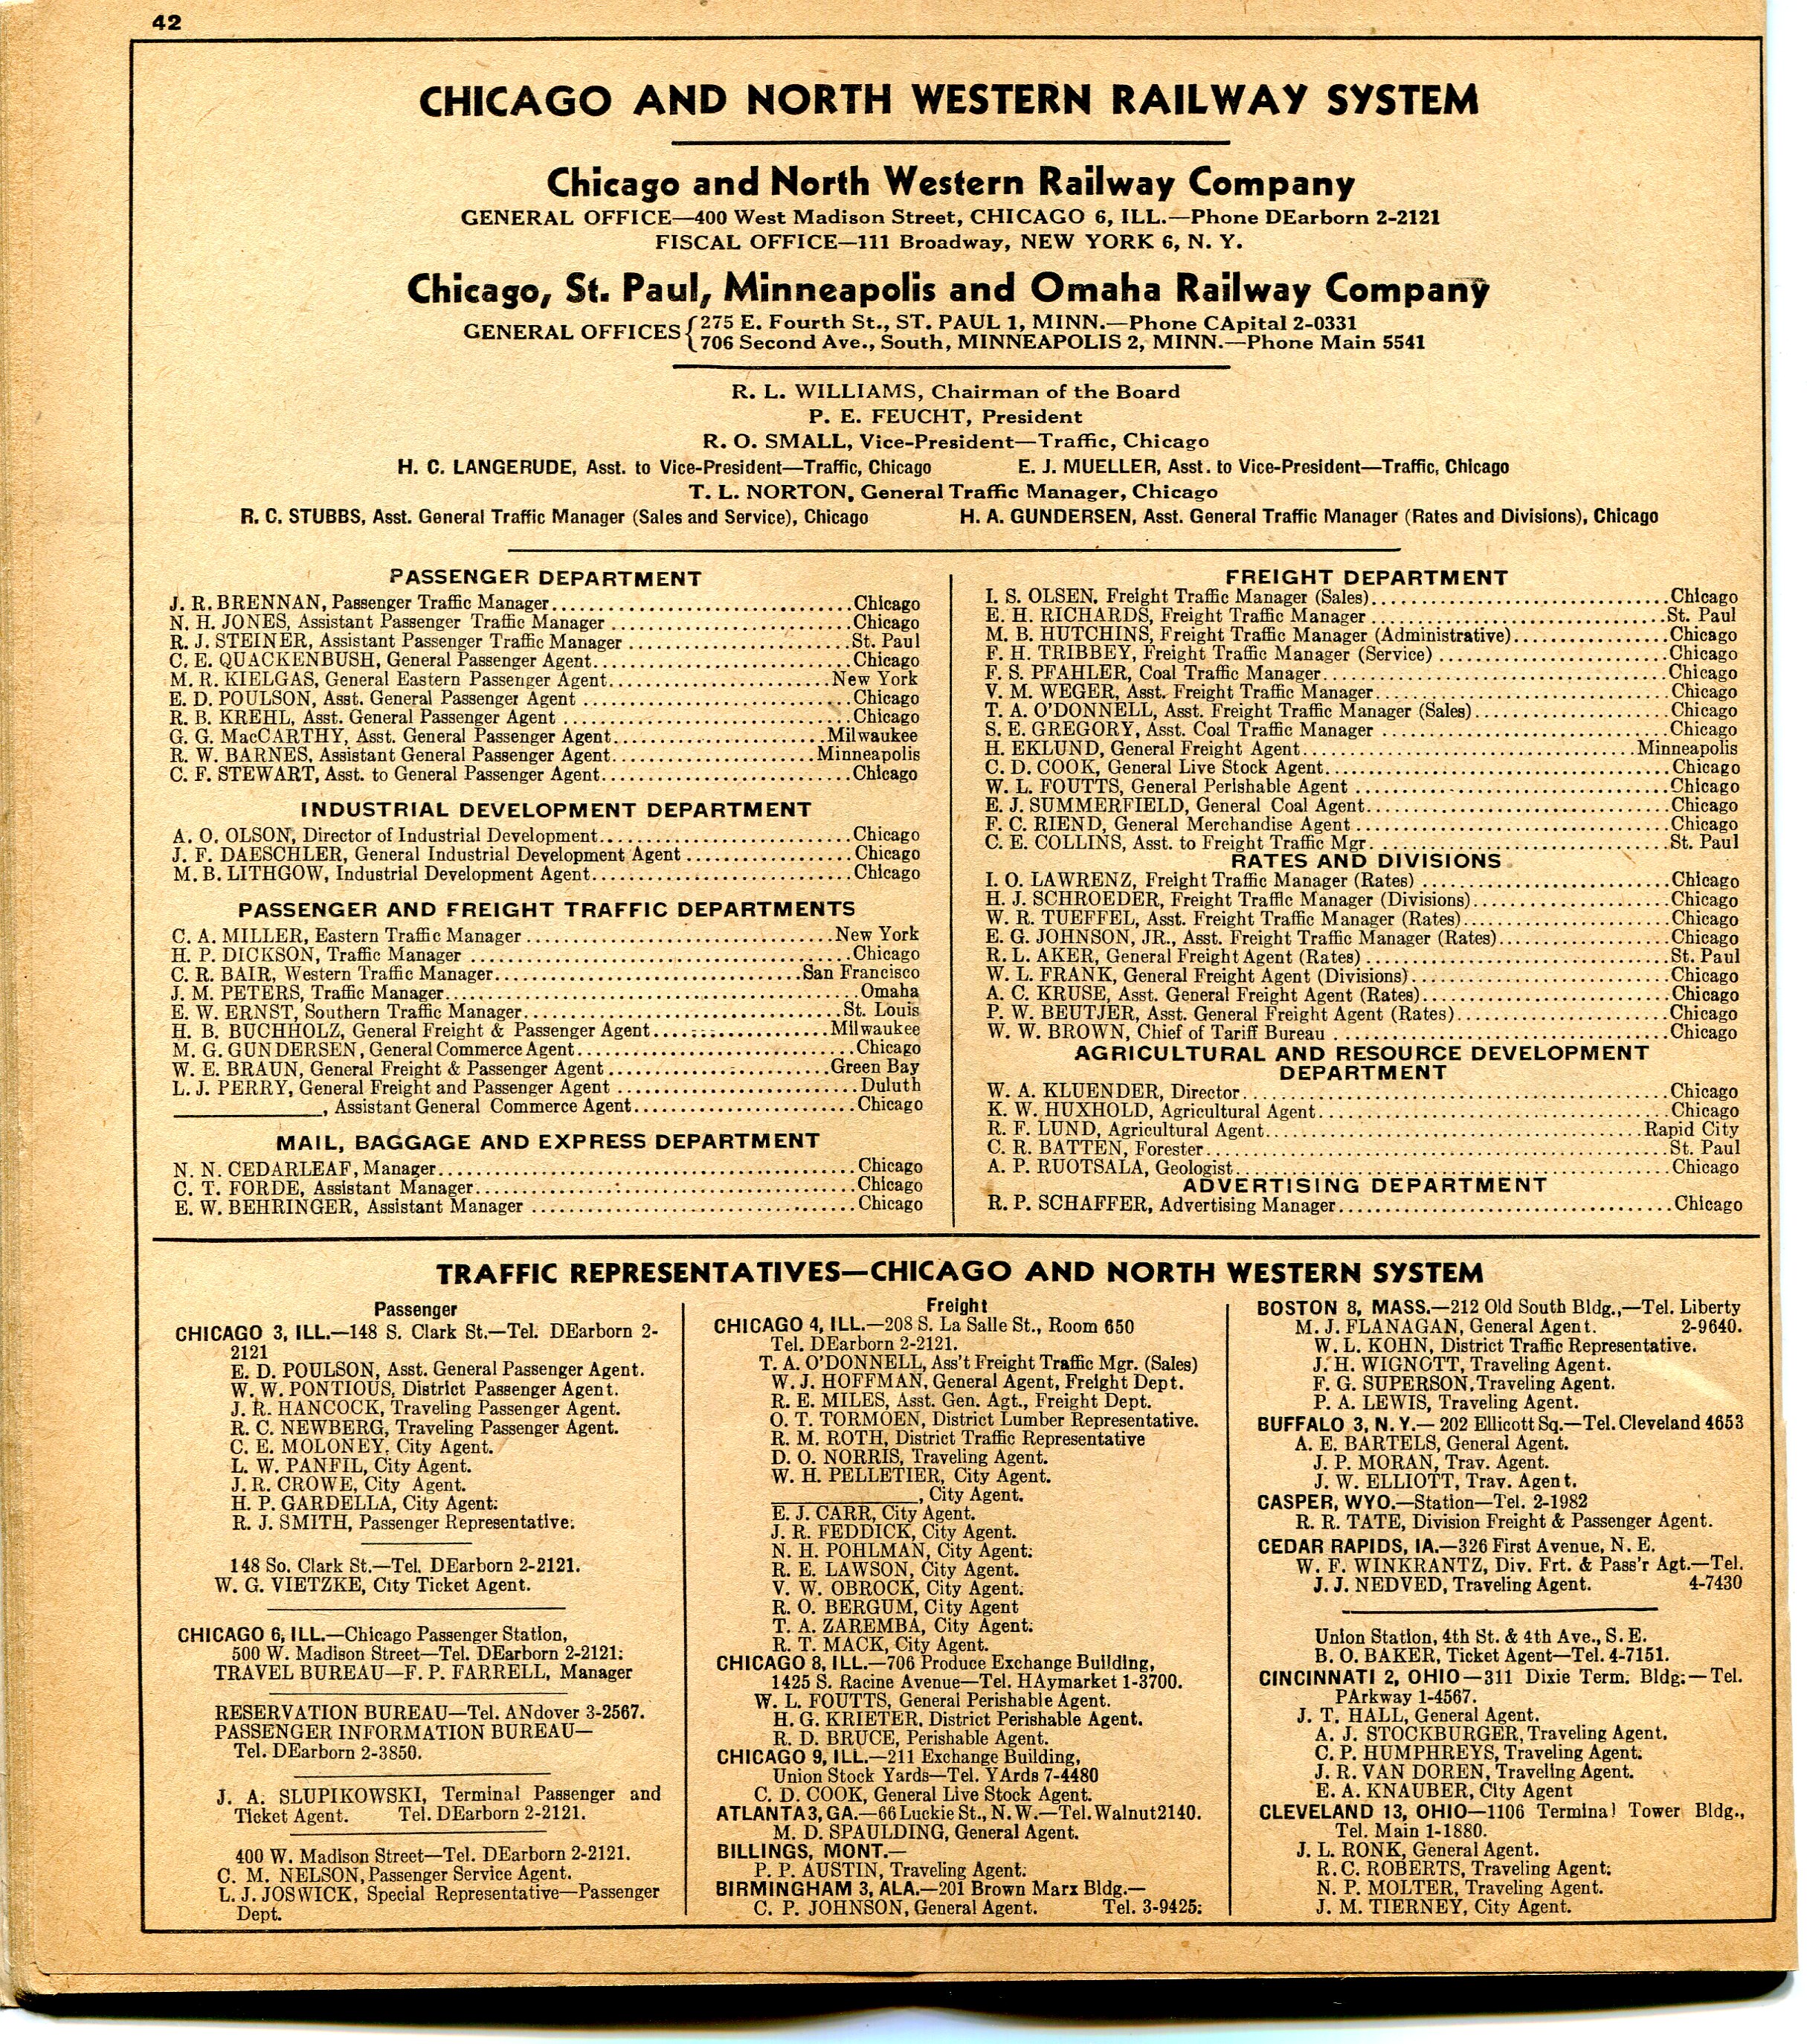 42
CHICAGO AND NORTH WESTERN RAILWAY SYSTEM
Chicago and North Western Railway Company
GENERAL OFFICE—400 West Madison Street, CHICAGO 6, ILL.—Phone DEarborn 2-2121
FISCAL OFFICE—111 Broadway, NEW YORK 6, N. Y.
Chicago, St. Paul, Minneapolis and Omaha Railway Company
GENERAL OFFICES { 275 E. Fourth St., ST. PAUL 1, MINN.—Phone CApital 2-0331
706 Second Ave., South, MINNEAPOLIS 2, MINN.—Phone Main 5541
R. L. WILLIAMS, Chairman of the Board
P. E. FEUCHT, President
R. O. SMALL, Vice-President—Traffic, Chicago
H. C. LANGERUDE, Asst. to Vice-President—Traffic, Chicago E. J. MUELLER, Asst. to Vice-President—Traffic, Chicago
T. L. NORTON, General Traffic Manager, Chicago
R. C. STUBBS, Asst. General Traffic Manager (Sales and Service), Chicago H. A. GUNDERSEN, Asst. General Traffic Manager (Rates and Divisions), Chicago
PASSENGER DEPARTMENT
J. R. BRENNAN, Passenger Traffic Manager....Chicago
N. H. JONES, Assistant Passenger Traffic Manager....Chicago
R. J. STEINER, Assistant Passenger Traffic Manager....St. Paul
C. E. QUACKENBUSH, General Passenger Agent....Chicago
M. R. KIELGAS, General Eastern Passenger Agent....New York
E. D. POULSON, Asst. General Passenger Agent....Chicago
R. B. KREHL, Asst. General Passenger Agent....Chicago
G. G. MacCARTHY, Asst. General Passenger Agent....Milwaukee
R. W. BARNES, Assistant General Passenger Agent....Minneapolis
C. F. STEWART, Asst. to General Passenger Agent....Chicago
INDUSTRIAL DEVELOPMENT DEPARTMENT
A. O. OLSON, Director of Industrial Development....Chicago
J. F. DAESCHLER, General Industrial Development Agent....Chicago
M. B. LITHGOW, Industrial Development Agent....Chicago
PASSENGER AND FREIGHT TRAFFIC DEPARTMENTS
C. A. MILLER, Eastern Traffic Manager....New York
H. P. DICKSON, Traffic Manager....Chicago
C. R. BAIR, Western Traffic Manager....San Francisco
J. M. PETERS, Traffic Manager....Omaha
E. W. ERNST, Southern Traffic Manager....St. Louis
H. B. BUCHHOLZ, General Freight & Passenger Agent....Milwaukee
M. G. GUNDERSEN, General Commerce Agent....Chicago
W. E. BRAUN, General Freight & Passenger Agent....Green Bay
L. J. PERRY, General Freight and Passenger Agent....Duluth
____________, Assistant General Commerce Agent....Chicago
MAIL, BAGGAGE AND EXPRESS DEPARTMENT
N. N. CEDARLEAF, Manager....Chicago
C. T. FORDE, Assistant Manager....Chicago
E. W. BEHRINGER, Assistant Manager....Chicago
FREIGHT DEPARTMENT
I. S. OLSEN, Freight Traffic Manager (Sales)....Chicago
E. H. RICHARDS, Freight Traffic Manager....St. Paul
M. B. HUTCHINS, Freight Traffic Manager (Administrative)....Chicago
F. H. TRIBBEY, Freight Traffic Manager (Service)....Chicago
F. S. PFAHLER, Coal Traffic Manager....Chicago
V. M. WEGER, Asst. Freight Traffic Manager....Chicago
T. A. O'DONNELL, Asst. Freight Traffic Manager (Sales)....Chicago
S. E. GREGORY, Asst. Coal Traffic Manager....Chicago
H. EKLUND, General Freight Agent....Minneapolis
C. D. COOK, General Live Stock Agent....Chicago
W. L. FOUTTS, General Perishable Agent....Chicago
E. J. SUMMERFIELD, General Coal Agent....Chicago
F. C. RIEND, General Merchandise Agent....Chicago
C. E. COLLINS, Asst. to Freight Traffic Mgr.....St. Paul
RATES AND DIVISIONS
I. O. LAWRENZ, Freight Traffic Manager (Rates)....Chicago
H. J. SCHROEDER, Freight Traffic Manager (Divisions)....Chicago
W. R. TUEFFEL, Asst. Freight Traffic Manager (Rates)....Chicago
E. G. JOHNSON, JR., Asst. Freight Traffic Manager (Rates)....Chicago
R. L. AKER, General Freight Agent (Rates)....St. Paul
W. L. FRANK, General Freight Agent (Divisions)....Chicago
A. C. KRUSE, Asst. General Freight Agent (Rates)....Chicago
P. W. BEUTJER, Asst. General Freight Agent (Rates)....Chicago
W. W. BROWN, Chief of Tariff Bureau....Chicago
AGRICULTURAL AND RESOURCE DEVELOPMENT
DEPARTMENT
W. A. KLUENDER, Director....Chicago
K. W. HUXHOLD, Agricultural Agent....Chicago
R. F. LUND, Agricultural Agent....Rapid City
C. R. BATTEN, Forester....St. Paul
A. P. RUOTSALA, Geologist....Chicago
ADVERTISING DEPARTMENT
R. P. SCHAFFER, Advertising Manager....Chicago
TRAFFIC REPRESENTATIVES—CHICAGO AND NORTH WESTERN SYSTEM
Passenger
CHICAGO 3, ILL.—148 S. Clark St.—Tel. DEarborn 2-
2121
E. D. POULSON, Asst. General Passenger Agent.
W. W. PONTIOUS, District Passenger Agent.
J. R. HANCOCK, Traveling Passenger Agent.
R. C. NEWBERG, Traveling Passenger Agent.
C. E. MOLONEY, City Agent.
L. W. PANFIL, City Agent.
J. R. CROWE, City Agent.
H. P. GARDELLA, City Agent.
R. J. SMITH, Passenger Representative.
148 So. Clark St.—Tel. DEarborn 2-2121.
W. G. VIETZKE, City Ticket Agent.
CHICAGO 6, ILL.—Chicago Passenger Station,
500 W. Madison Street—Tel. DEarborn 2-2121.
TRAVEL BUREAU—F. P. FARRELL, Manager
RESERVATION BUREAU—Tel. ANdover 3-2567.
PASSENGER INFORMATION BUREAU—
Tel. DEarborn 2-3850.
J. A. SLUPIKOWSKI, Terminal Passenger and
Ticket Agent. Tel. DEarborn 2-2121.
400 W. Madison Street—Tel. DEarborn 2-2121.
C. M. NELSON, Passenger Service Agent.
L. J. JOSWICK, Special Representative—Passenger
Dept.
Freight
CHICAGO 4, ILL.—208 S. La Salle St., Room 650
Tel. DEarborn 2-2121.
T. A. O'DONNELL, Ass't Freight Traffic Mgr. (Sales)
W. J. HOFFMAN, General Agent, Freight Dept.
R. E. MILES, Asst. Gen. Agt., Freight Dept.
O. T. TORMOEN, District Lumber Representative.
R. M. ROTH, District Traffic Representative
D. O. NORRIS, Traveling Agent.
W. H. PELLETIER, City Agent.
____________, City Agent.
E. J. CARR, City Agent.
J. R. FEDDICK, City Agent.
N. H. POHLMAN, City Agent.
R. E. LAWSON, City Agent.
V. W. OBROCK, City Agent.
R. O. BERGUM, City Agent
T. A. ZAREMBA, City Agent.
R. T. MACK, City Agent.
CHICAGO 8, ILL.—706 Produce Exchange Building,
1425 S. Racine Avenue—Tel. HAymarket 1-3700.
W. L. FOUTTS, General Perishable Agent.
H. G. KRIETER, District Perishable Agent.
R. D. BRUCE, Perishable Agent.
CHICAGO 9, ILL.—211 Exchange Building,
Union Stock Yards—Tel. YArds 7-4480
C. D. COOK, General Live Stock Agent.
ATLANTA 3, GA.—66 Luckie St., N. W.—Tel. Walnut 2140.
M. D. SPAULDING, General Agent.
BILLINGS, MONT.—
P. P. AUSTIN, Traveling Agent.
BIRMINGHAM 3, ALA.—201 Brown Marx Bldg.—
C. P. JOHNSON, General Agent. Tel. 3-9425.
BOSTON 8, MASS.—212 Old South Bldg.,—Tel. Liberty
M. J. FLANAGAN, General Agent. 2-9640.
W. L. KOHN, District Traffic Representative.
J. H. WIGNOTT, Traveling Agent.
F. G. SUPERSON, Traveling Agent.
P. A. LEWIS, Traveling Agent.
BUFFALO 3, N. Y.—202 Ellicott Sq.—Tel. Cleveland 4653
A. E. BARTELS, General Agent.
J. P. MORAN, Trav. Agent.
J. W. ELLIOTT, Trav. Agent.
CASPER, WYO.—Station—Tel. 2-1982
R. R. TATE, Division Freight & Passenger Agent.
CEDAR RAPIDS, IA.—326 First Avenue, N. E.
W. F. WINKRANTZ, Div. Frt. & Pass'r Agt.—Tel.
J. J. NEDVED, Traveling Agent. 4-7430
Union Station, 4th St. & 4th Ave., S. E.
B. O. BAKER, Ticket Agent—Tel. 4-7151.
CINCINNATI 2, OHIO—311 Dixie Term. Bldg.—Tel.
PArkway 1-4567.
J. T. HALL, General Agent.
A. J. STOCKBURGER, Traveling Agent.
C. P. HUMPHREYS, Traveling Agent.
J. R. VAN DOREN, Traveling Agent.
E. A. KNAUBER, City Agent
CLEVELAND 13, OHIO—1106 Terminal Tower Bldg.,
Tel. Main 1-1880.
J. L. RONK, General Agent.
R. C. ROBERTS, Traveling Agent.
N. P. MOLTER, Traveling Agent.
J. M. TIERNEY, City Agent.